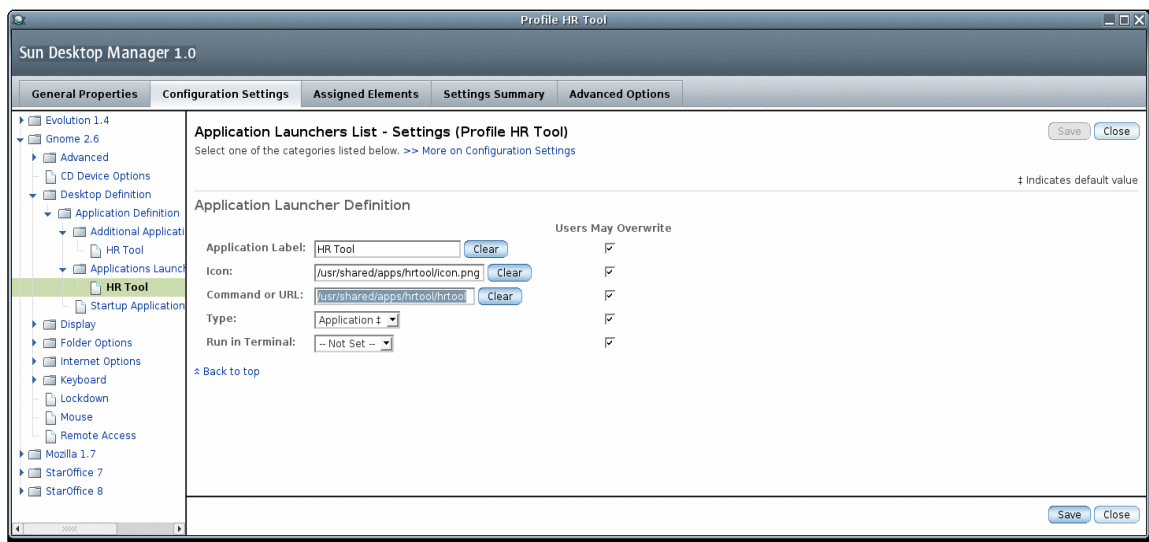 Profile HR Tool
Sun Desktop Manager 1.0
General Properties Configuration Settings Assigned Elements Settings Summary Advanced Options
Evolution 1.4
Gnome 2.6
Advanced
CD Device Options
Desktop Definition
Application Definition
Additional Applicati
HR Tool
Applications Launch
HR Tool
Startup Application
Display
Folder Options
Internet Options
Keyboard
Lockdown
Mouse
Remote Access
Mozilla 1.7
StarOffice 7
StarOffice 8
Application Launchers List - Settings (Profile HR Tool)
Save Close
Select one of the categories listed below. >> More on Configuration Settings
‡ Indicates default value
Application Launcher Definition
Users May Overwrite
Application Label: HR Tool Clear
Icon: /usr/shared/apps/hrtool/icon.png Clear
Command or URL: /usr/shared/apps/hrtool/hrtool Clear
Type: Application ‡
Run in Terminal: -- Not Set --
Back to top
Save Close